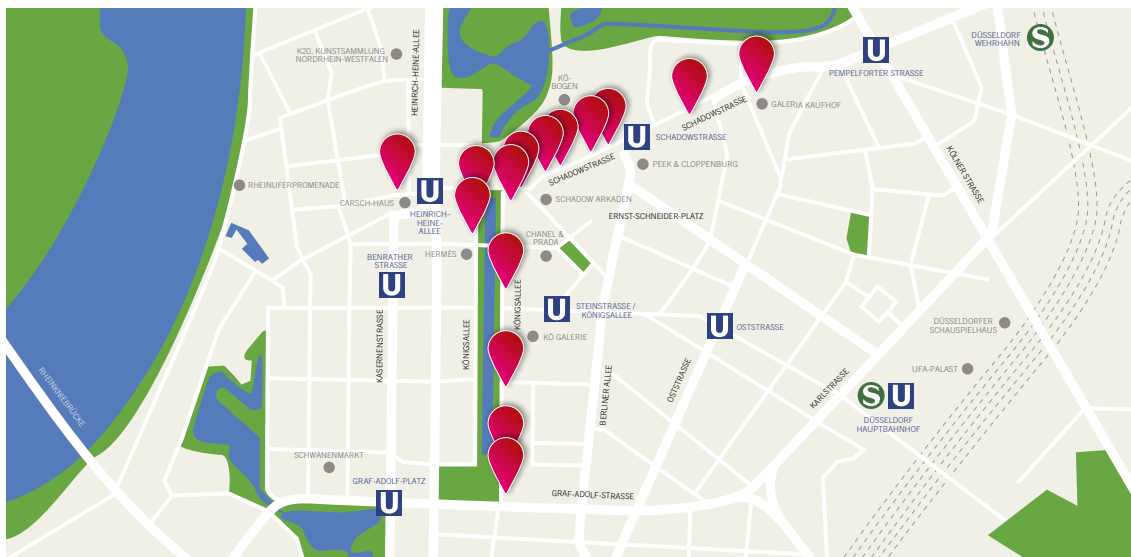 K20, KUNSTSAMMLUNG
NORDRHEIN-WESTFALEN
HEINRICH-HEINE-ALLEE
KÖ-
BOGEN
U
PEMPELFORTER STRASSE
DÜSSELDORF
WEHRHAHN
S
SCHADOWSTRASSE
GALERIA KAUFHOF
U
SCHADOWSTRASSE
PEEK & CLOPPENBURG
SCHADOWSTRASSE
KÖLNER STRASSE
RHEINUFERPROMENADE
CARSCH-HAUS
U
HEINRICH-
HEINE-
ALLEE
SCHADOW ARKADEN
ERNST-SCHNEIDER-PLATZ
CHANEL &
PRADA
HERMÈS
BENRATHER
STRASSE
U
KÖNIGSALLEE
U
STEINSTRASSE /
KÖNIGSALLEE
U
OSTSTRASSE
DÜSSELDORFER
SCHAUSPIELHAUS
KASERNENSTRASSE
KÖNIGSALLEE
KÖ GALERIE
UFA-PALAST
RHEINKNIEBRÜCKE
BERLINER ALLEE
OSTSTRASSE
KARLSTRASSE
S
U
DÜSSELDORF
HAUPTBAHNHOF
SCHWANENMARKT
GRAF-ADOLF-PLATZ
U
GRAF-ADOLF-STRASSE